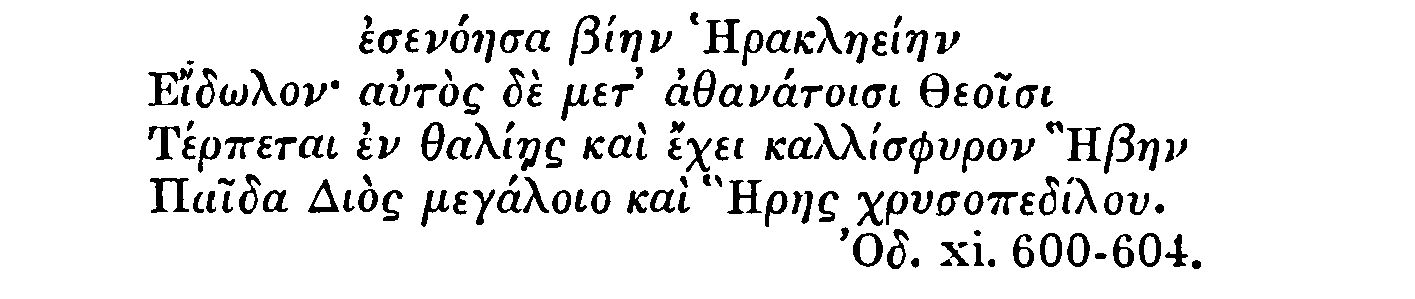 ἐσενόησα βίην Ἡρακληείην
Εἴδωλον· αὐτὸς δὲ μετ’ ἀθανάτοισι Θεοῖσι
Τέρπεται ἐν θαλίῃς καὶ ἔχει καλλίσφυρον Ἥβην
Παῖδα Διὸς μεγάλοιο καὶ Ἥρης χρυσοπεδίλου.
Ὀδ. xi. 600-604.